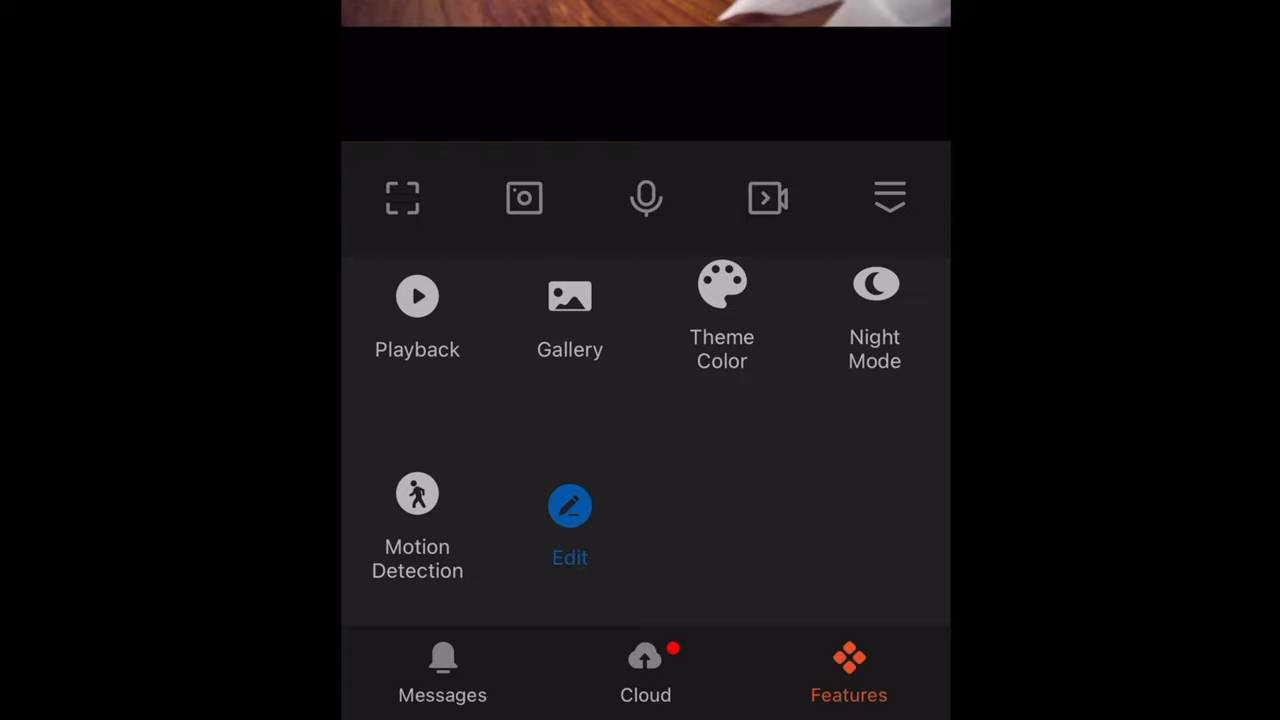 Playback
Gallery
Theme
Color
Night
Mode
Motion
Detection
Edit
Messages
Cloud
Features